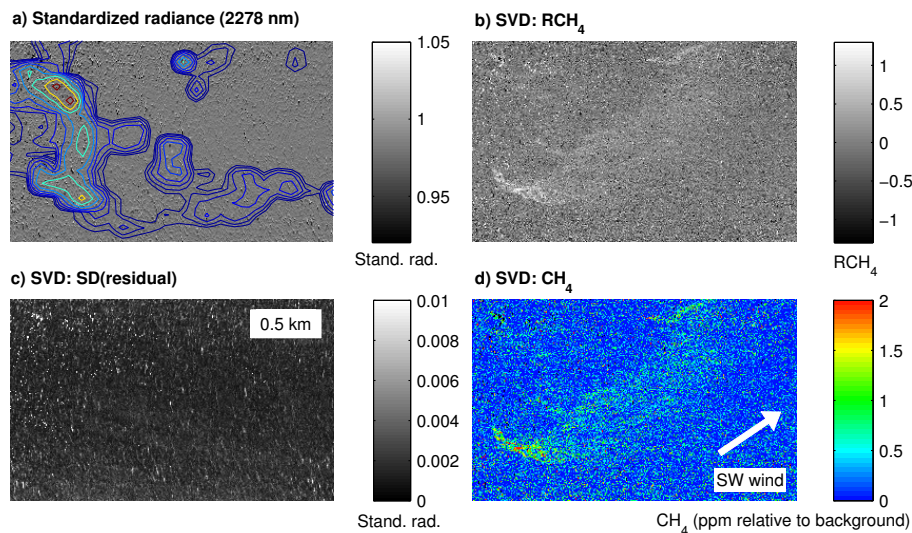 a) Standardized radiance (2278 nm)
1.05
1
0.95
Stand. rad.
b) SVD: RCH₄
1
0.5
0
−0.5
−1
RCH₄
c) SVD: SD(residual)
0.5 km
0.01
0.008
0.006
0.004
0.002
0
Stand. rad.
d) SVD: CH₄
SW wind
2
1.5
1
0.5
0
CH₄ (ppm relative to background)